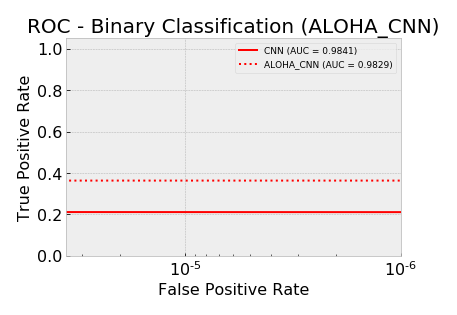 ROC - Binary Classification (ALOHA_CNN)
CNN (AUC = 0.9841)
ALOHA_CNN (AUC = 0.9829)
True Positive Rate
1.0
0.8
0.6
0.4
0.2
0.0
10-5
10-6
False Positive Rate